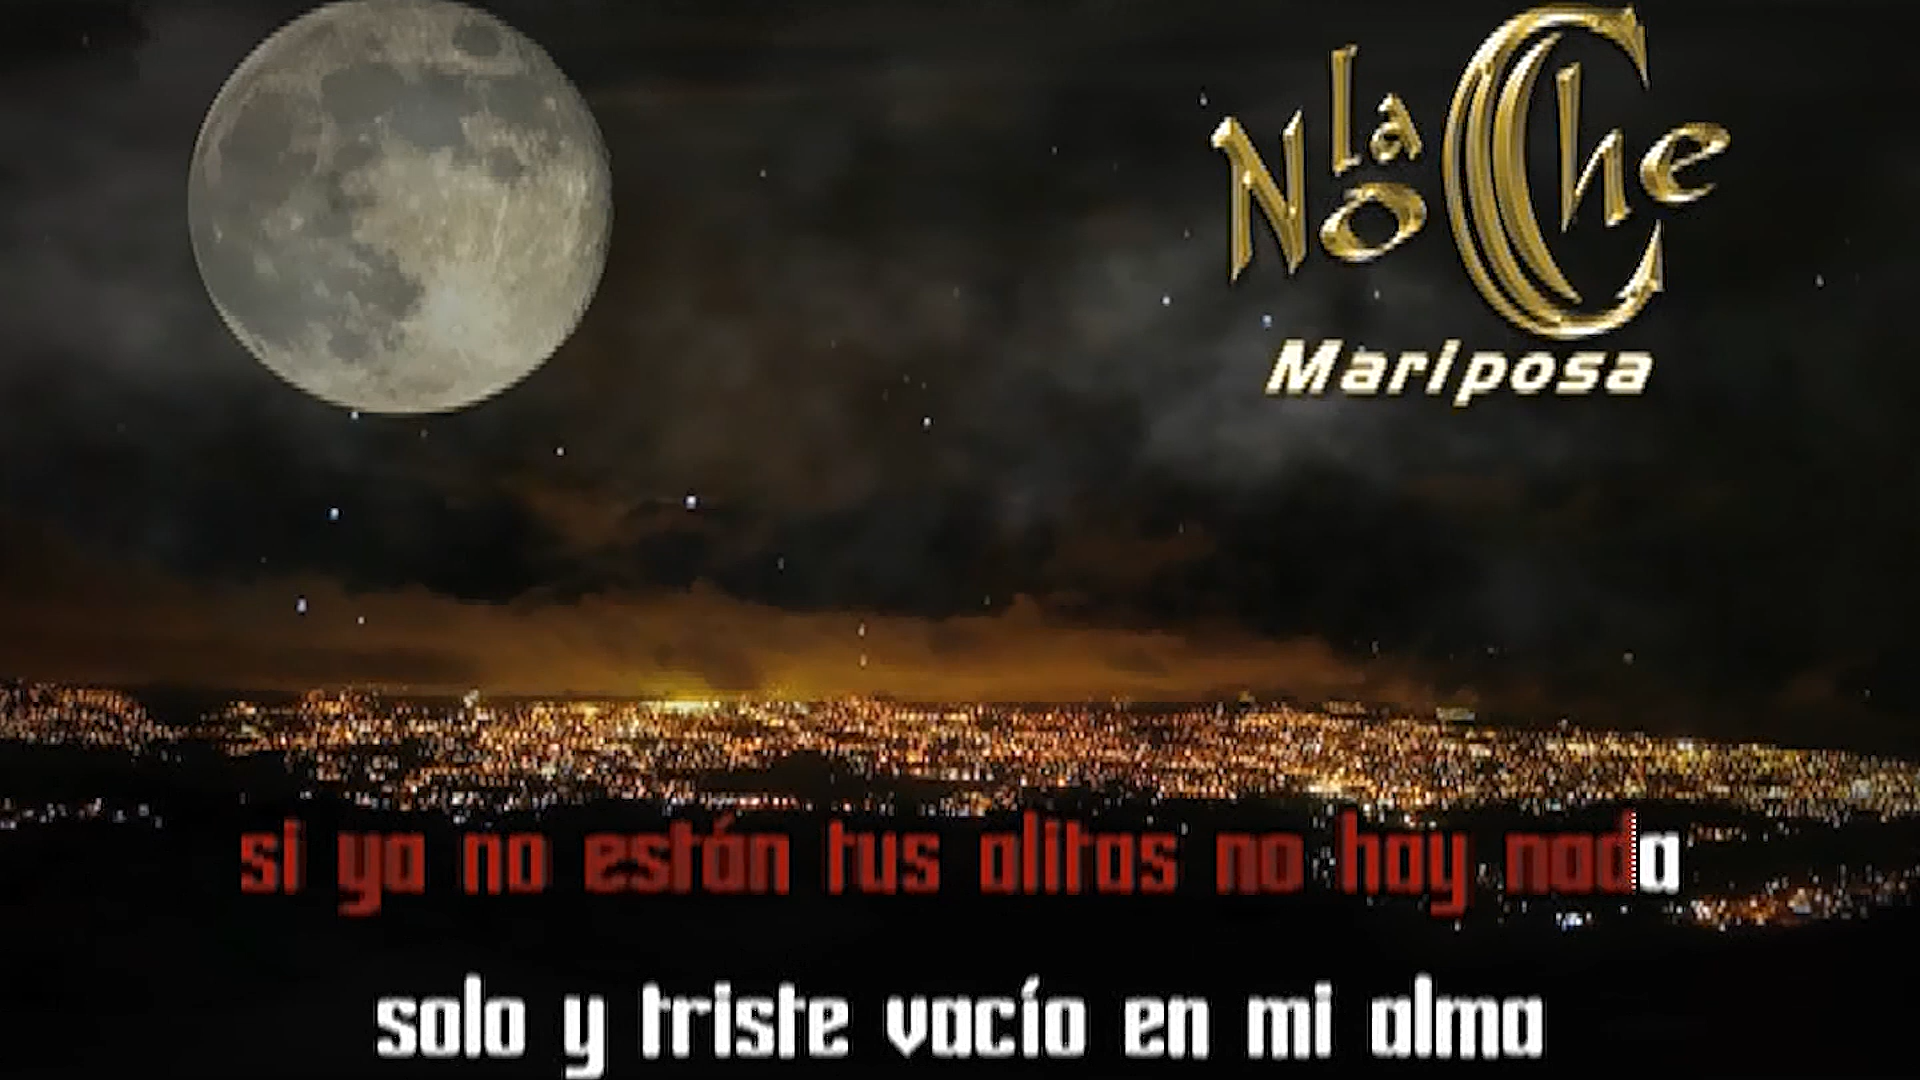 La Noche
Mariposa
si ya no están tus alitas no hay nada
solo y triste vacío en mi alma